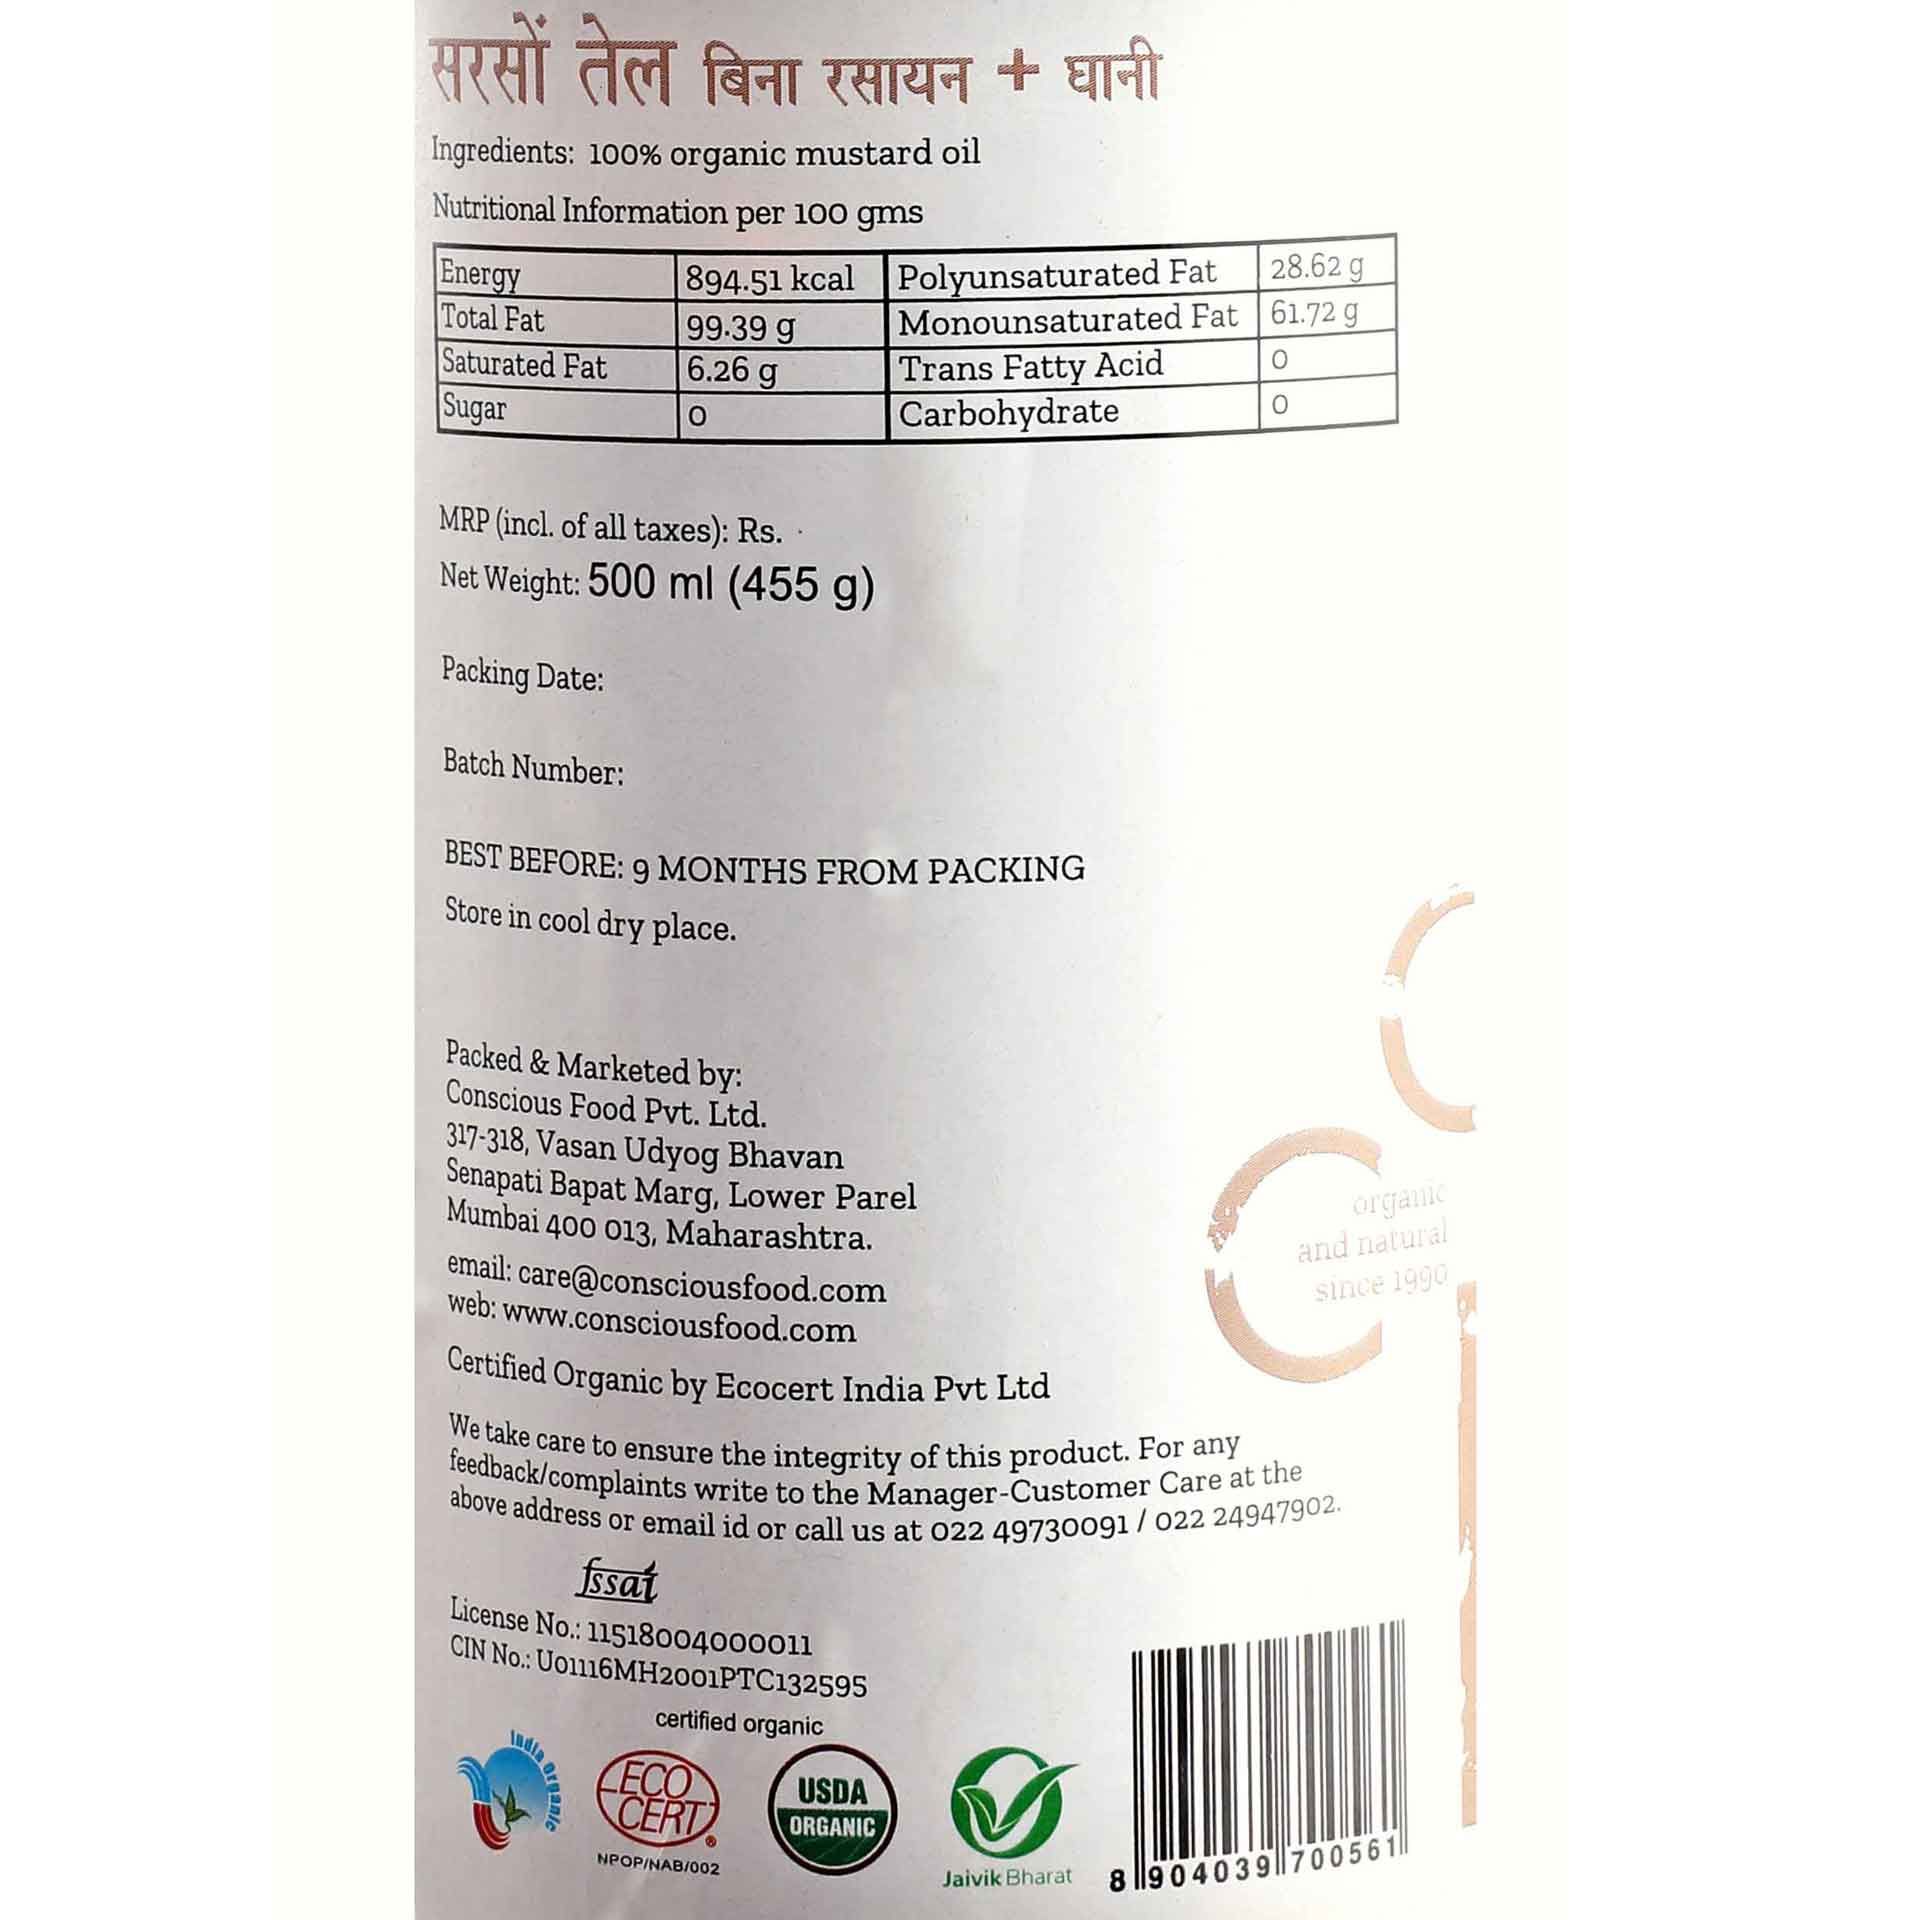 सरसों तेल बिना रसायन + घानी
Ingredients: 100% organic mustard oil
Nutritional Information per 100 gms
Energy 894.51 kcal Polyunsaturated Fat 28.62 g
Total Fat 99.39 g Monounsaturated Fat 61.72 g
Saturated Fat 6.26 g Trans Fatty Acid 0
Sugar 0 Carbohydrate 0
MRP (incl. of all taxes): Rs.
Net Weight: 500 ml (455 g)
Packing Date:
Batch Number:
BEST BEFORE: 9 MONTHS FROM PACKING
Store in cool dry place.
Packed & Marketed by:
Conscious Food Pvt. Ltd.
317-318, Vasan Udyog Bhavan
Senapati Bapat Marg, Lower Parel
Mumbai 400 013, Maharashtra.
email: care@consciousfood.com
web: www.consciousfood.com
organic
and natural
since 1990
Certified Organic by Ecocert India Pvt Ltd
We take care to ensure the integrity of this product. For any
feedback/complaints write to the Manager-Customer Care at the
above address or email id or call us at 022 49730091 / 022 24947902.
fssai
License No.: 11518004000011
CIN No.: U01116MH2001PTC132595
certified organic
India Organic
ECO
CERT®
NPOP/NAB/002
USDA
ORGANIC
Jaivik Bharat
8 904039 700561